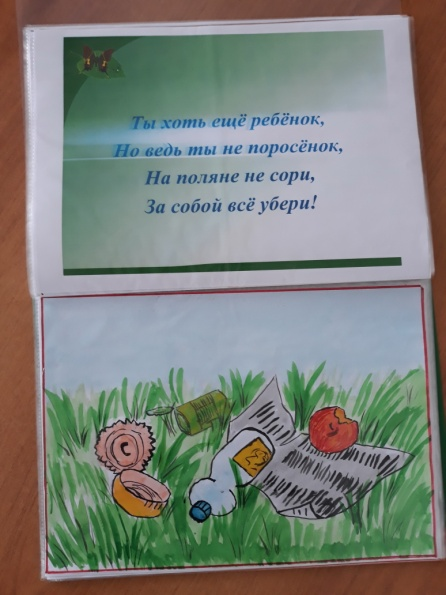 Ты хоть ещё ребёнок,
Но ведь ты не поросёнок,
На поляне не сори,
За собой всё убери!
С